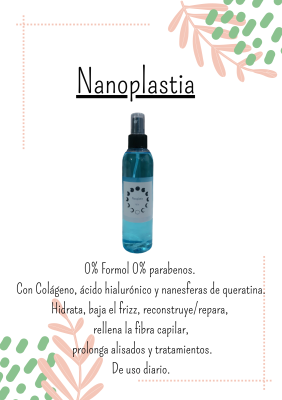 Nanoplastia
0% Formol 0% parabenos.
Con Colágeno, ácido hialurónico y nanesferas de queratina.
Hidrata, baja el frizz, reconstruye/repara,
rellena la fibra capilar,
prolonga alisados y tratamientos.
De uso diario.